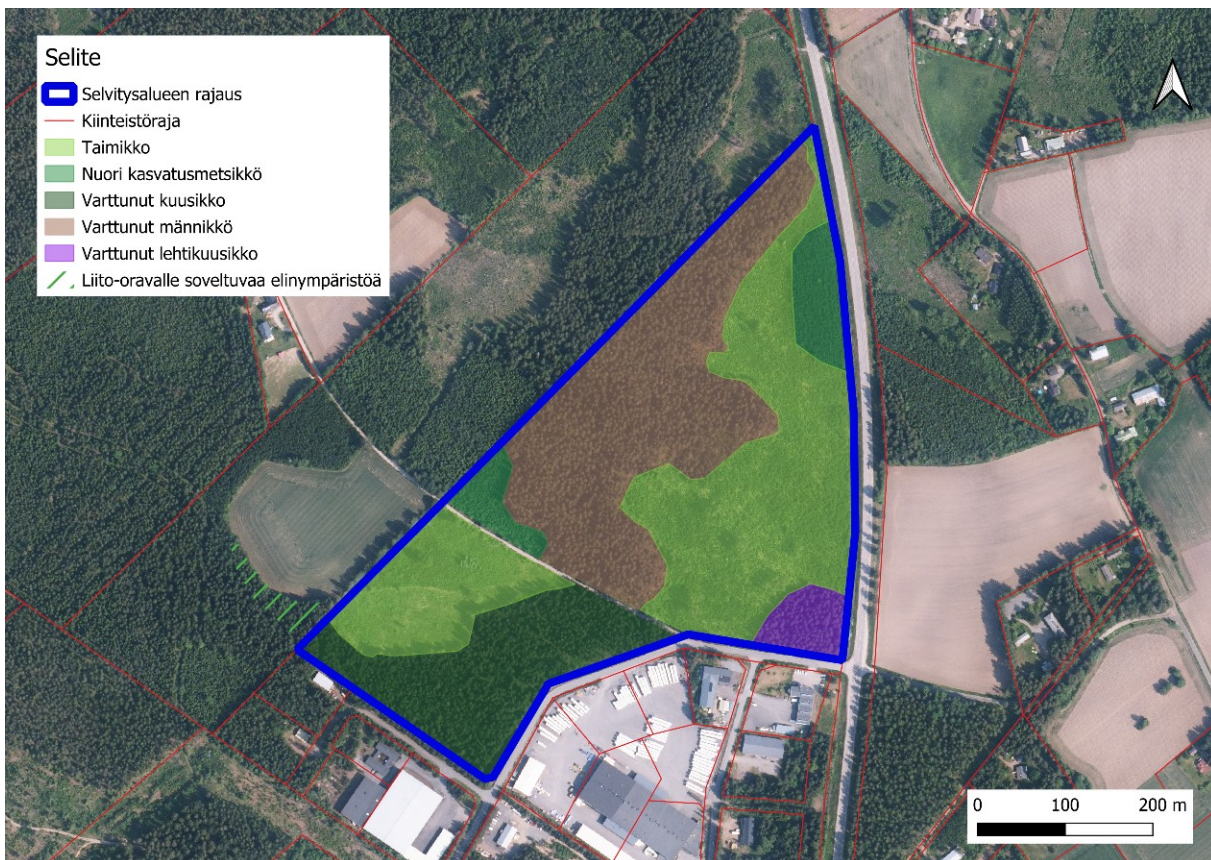 Selite
Selvitysalueen rajaus
Kiinteistöraja
Taimikko
Nuori kasvatusmetsikkö
Varttunut kuusikko
Varttunut männikkö
Varttunut lehtikuusikko
Liito-oravalle soveltuvaa elinympäristöä
0 100 200 m